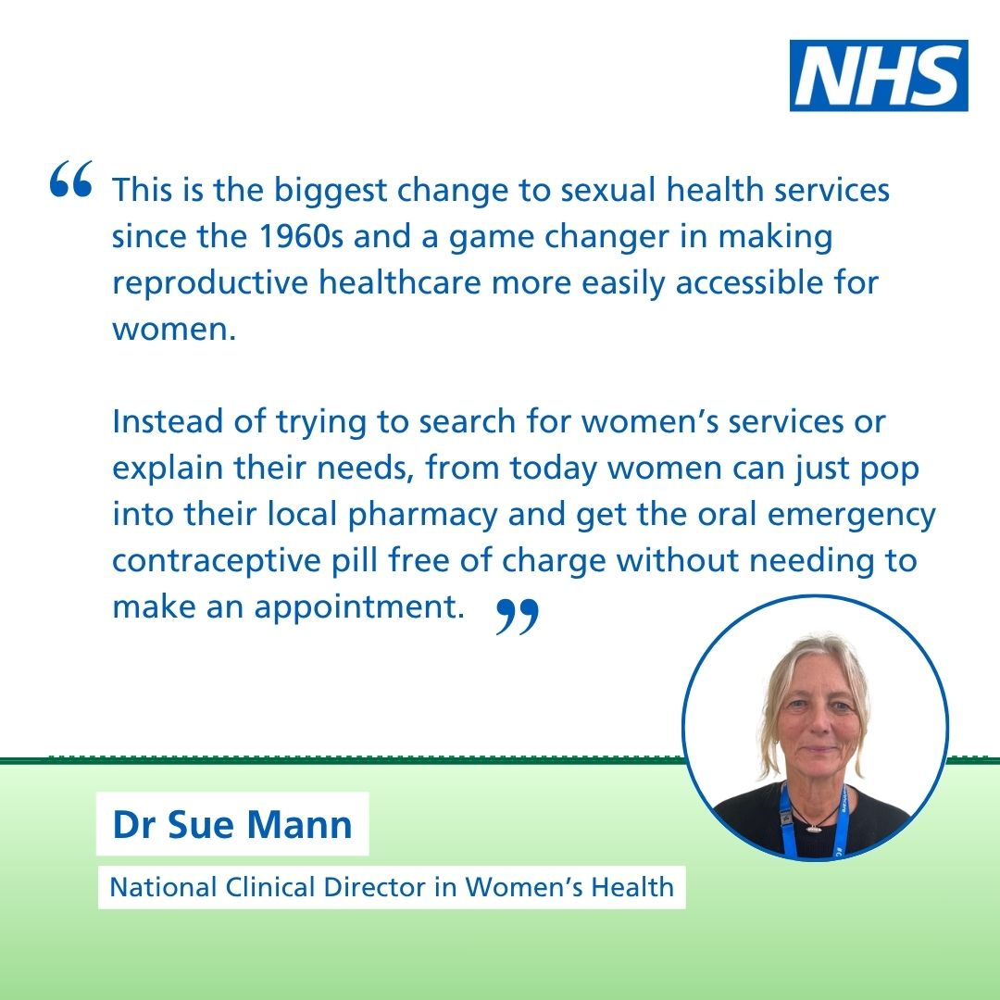 NHS
“ This is the biggest change to sexual health services
since the 1960s and a game changer in making
reproductive healthcare more easily accessible for
women.
Instead of trying to search for women’s services or
explain their needs, from today women can just pop
into their local pharmacy and get the oral emergency
contraceptive pill free of charge without needing to
make an appointment. ”
Dr Sue Mann
National Clinical Director in Women’s Health